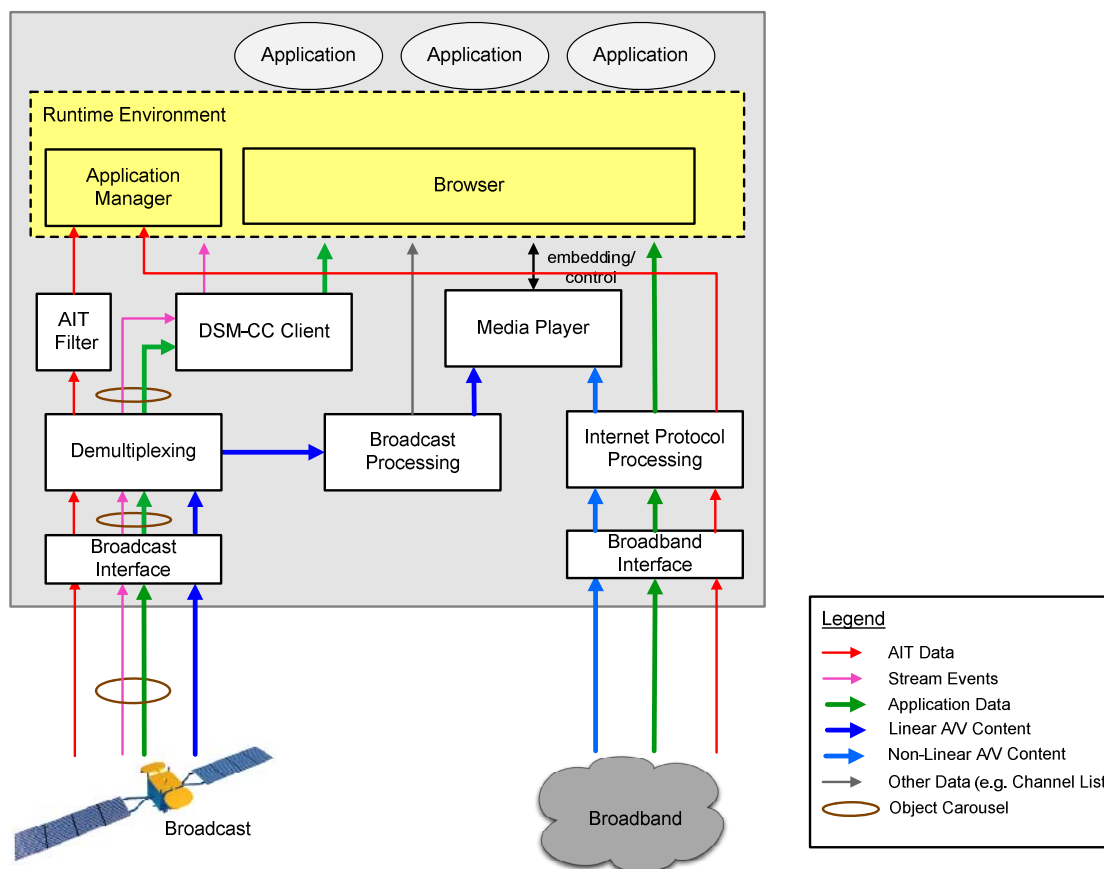 Application
Application
Application
Runtime Environment
Application
Manager
Browser
embedding/
control
AIT
Filter
DSM-CC Client
Media Player
Demultiplexing
Broadcast
Processing
Internet Protocol
Processing
Broadcast
Interface
Broadband
Interface
Legend
AIT Data
Stream Events
Application Data
Linear A/V Content
Non-Linear A/V Content
Other Data (e.g. Channel List
Object Carousel
Broadcast
Broadband